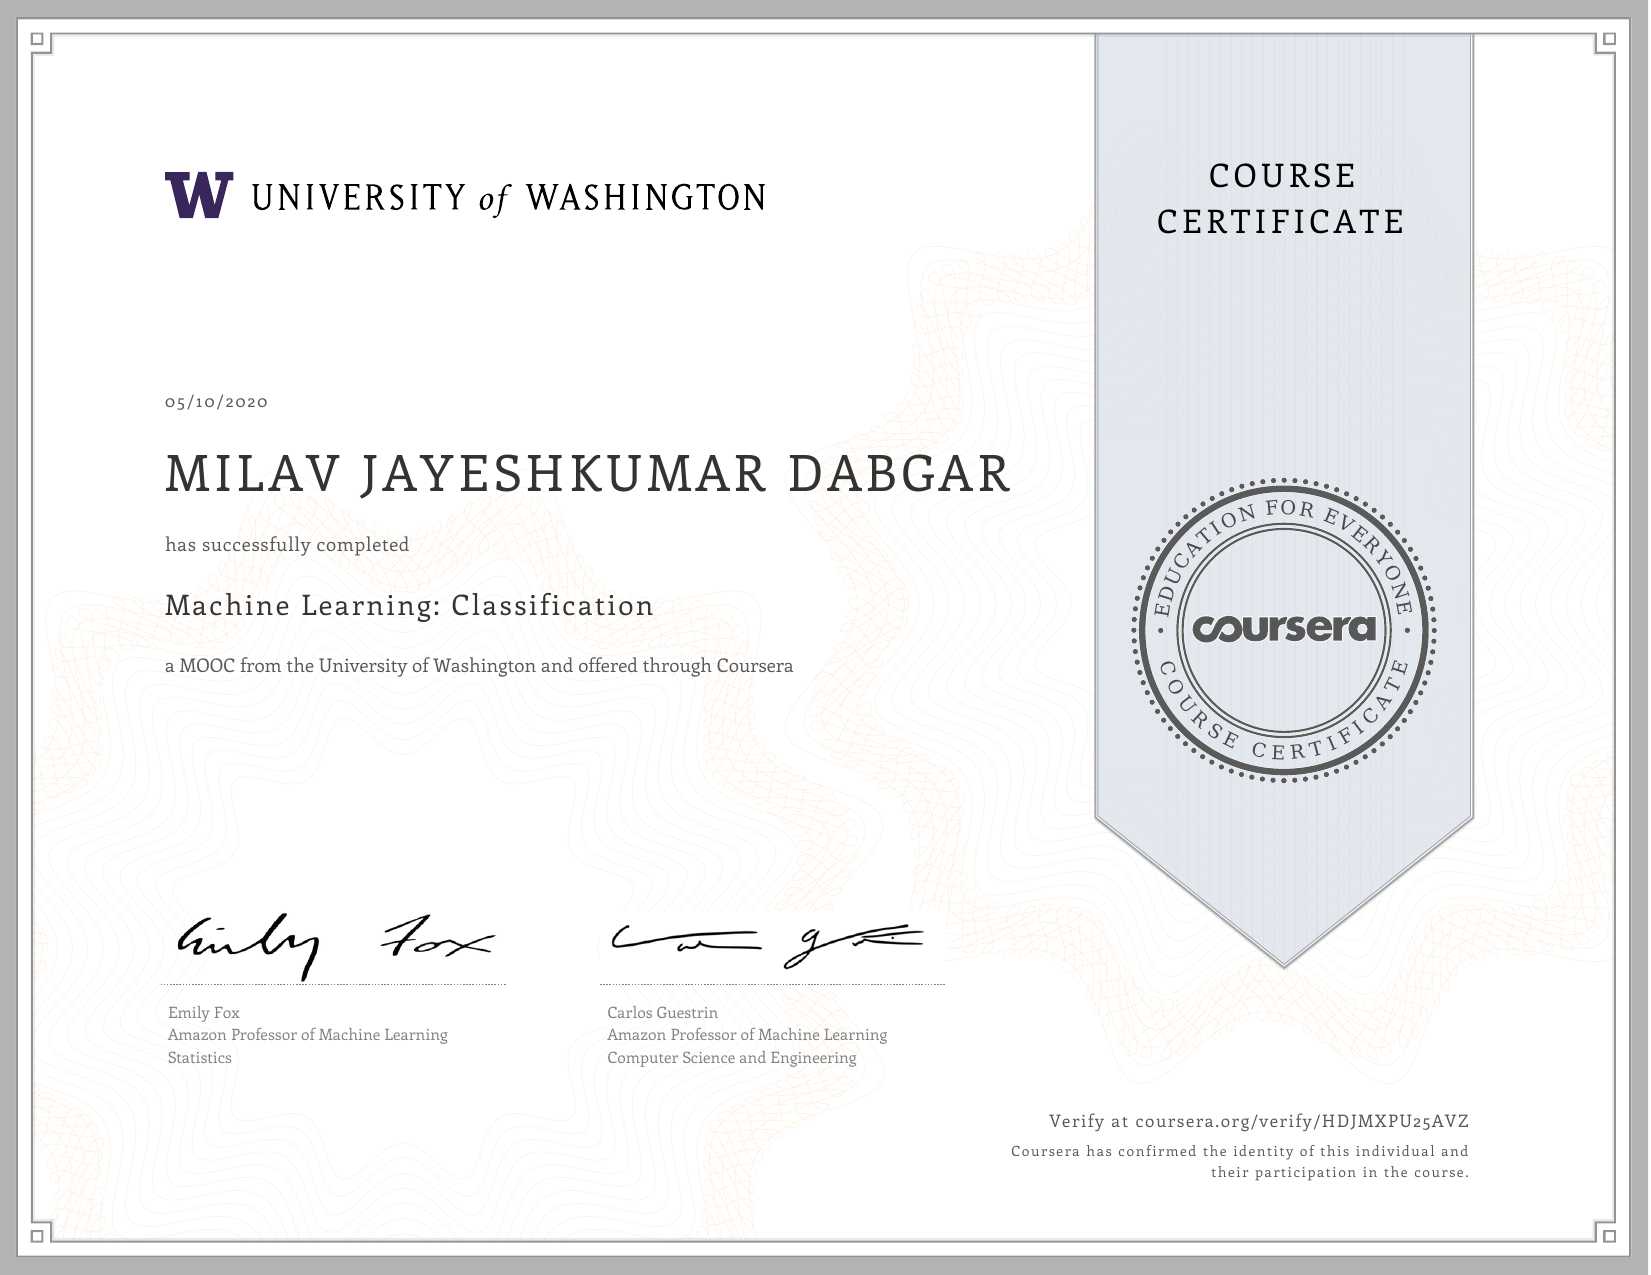 W UNIVERSITY of WASHINGTON
COURSE
CERTIFICATE
05/10/2020
MILAV JAYESHKUMAR DABGAR
has successfully completed
Machine Learning: Classification
a MOOC from the University of Washington and offered through Coursera
EDUCATION FOR EVERYONE
coursera
COURSE CERTIFICATE
Emily Fox
Emily Fox
Amazon Professor of Machine Learning
Statistics
Carlos Guestrin
Amazon Professor of Machine Learning
Computer Science and Engineering
Verify at coursera.org/verify/HDJMXPU25AVZ
Coursera has confirmed the identity of this individual and
their participation in the course.